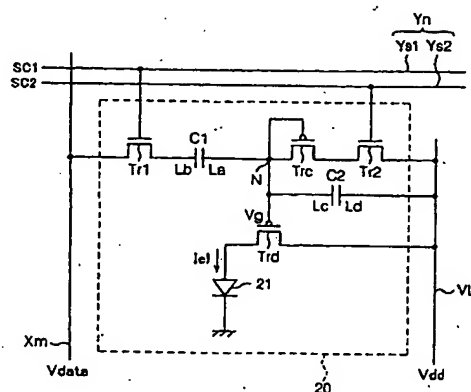 Yn
Ys1 Ys2
SC1
SC2
Tr1
C1
Lb La
N
Trc
Tr2
C2
Lc Ld
Vg
Trd
Iel
21
VL
Xm
Vdata
Vdd
20